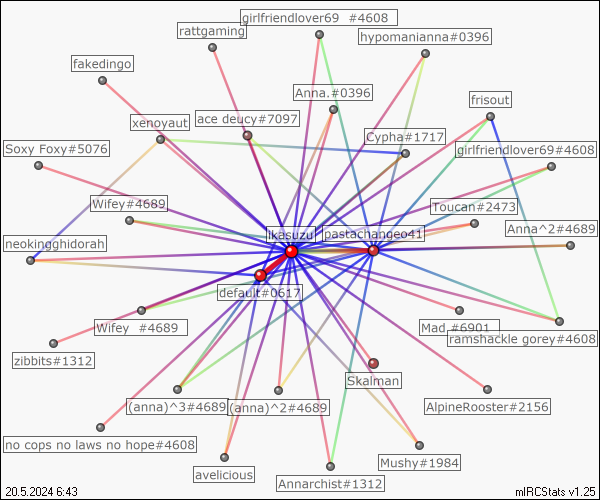 girlfriendlover69  #4608
rattgaming
hypomanianna#0396
fakedingo
Anna.#0396
frisout
ace deucy#7097
xenoyaut
Cypha#1717
Soxy Foxy#5076
girlfriendlover69#4608
Wifey#4689
Tougan#2473
Anna^2#4689
ikasuzu
pastxchangeo41
neokingghidorah
default#0617
Wifey  #4689
Mad #6901
ramshackle gorey#4608
zibbits#1312
Skalman
(anna)^3#4689
(anna)^2#4689
AlpineRooster#2156
no cops no laws no hope#4608
Mushy#1984
avelicious
Annarchist#1312
20.5.2024 6:43
mIRCStats v1.25